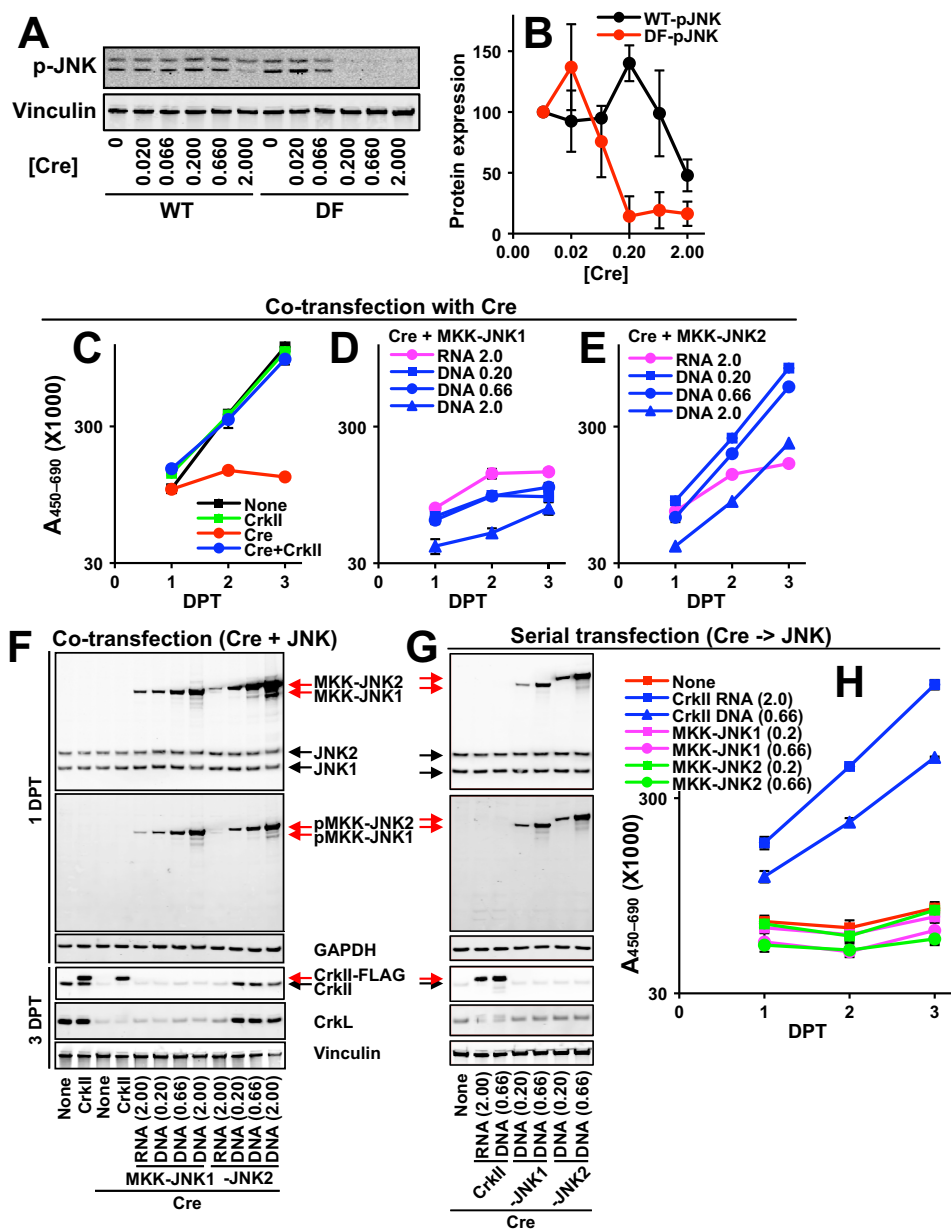 A
p-JNK
Vinculin
[Cre]
0
0.020
0.066
0.200
0.660
2.000
0
0.020
0.066
0.200
0.660
2.000
WT
DF
B
WT-pJNK
DF-pJNK
Protein expression
150
100
50
0
0.00
0.02
0.20
2.00
[Cre]
Co-transfection with Cre
C
A450–690 (X1000)
300
30
None
CrkII
Cre
Cre+CrkII
0
1
2
3
DPT
D
Cre + MKK-JNK1
RNA 2.0
DNA 0.20
DNA 0.66
DNA 2.0
300
30
0
1
2
3
DPT
E
Cre + MKK-JNK2
RNA 2.0
DNA 0.20
DNA 0.66
DNA 2.0
300
30
0
1
2
3
DPT
F
Co-transfection (Cre + JNK)
1 DPT
MKK-JNK2
MKK-JNK1
JNK2
JNK1
pMKK-JNK2
pMKK-JNK1
GAPDH
3 DPT
CrkII-FLAG
CrkII
CrkL
Vinculin
None
CrkII
None
CrkII
RNA (2.00)
DNA (0.20)
DNA (0.66)
DNA (2.00)
RNA (2.00)
DNA (0.20)
DNA (0.66)
DNA (2.00)
MKK-JNK1
-JNK2
Cre
Serial transfection (Cre -> JNK)
G
None
RNA (2.00)
DNA (0.66)
DNA (0.20)
DNA (0.66)
DNA (0.20)
DNA (0.66)
CrkII
-JNK1
-JNK2
Cre
H
None
CrkII RNA (2.0)
CrkII DNA (0.66)
MKK-JNK1 (0.2)
MKK-JNK1 (0.66)
MKK-JNK2 (0.2)
MKK-JNK2 (0.66)
A450–690 (X1000)
300
30
0
1
2
3
DPT